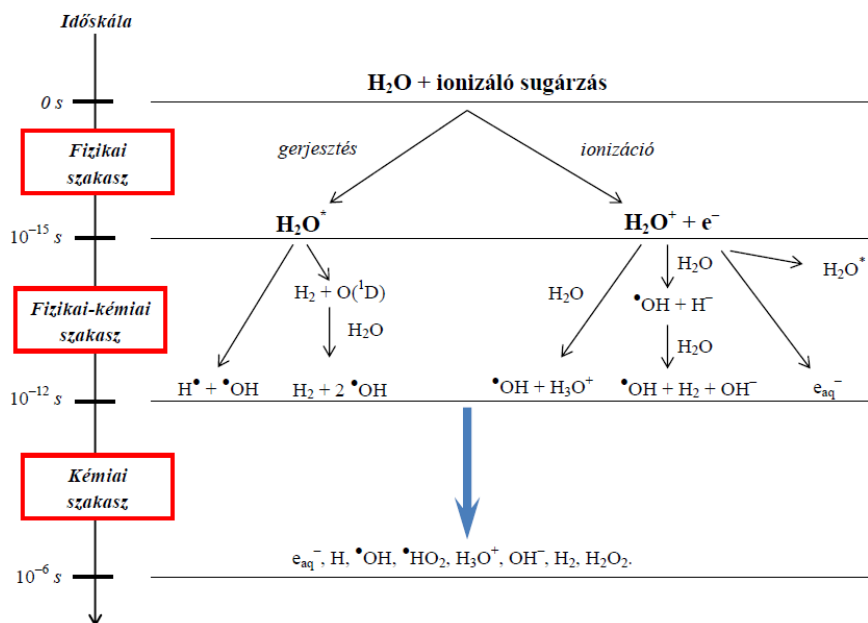 Időskála
H₂O + ionizáló sugárzás
0 s
Fizikai
szakasz
gerjesztés
ionizáció
H₂O*
H₂O⁺ + e⁻
10⁻¹⁵ s
H₂O
H₂O*
H₂ + O(¹D)
H₂O
•OH + H⁻
Fizikai-kémiai
szakasz
H₂O
H₂O
H• + •OH
H₂ + 2 •OH
•OH + H₃O⁺
•OH + H₂ + OH⁻
eaq⁻
10⁻¹² s
Kémiai
szakasz
eaq⁻, H, •OH, •HO₂, H₃O⁺, OH⁻, H₂, H₂O₂.
10⁻⁶ s